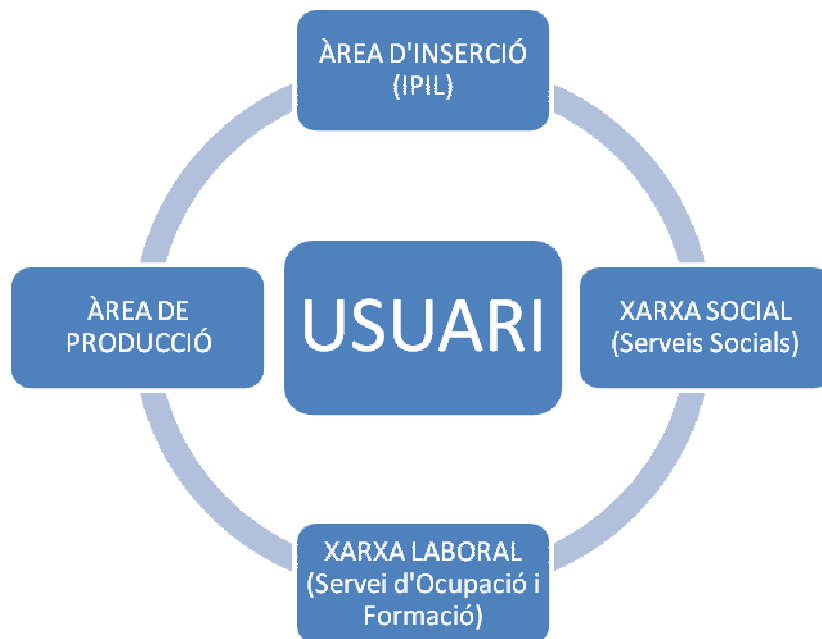 ÀREA D'INSERCIÓ
(IPIL)
ÀREA DE
PRODUCCIÓ
USUARI
XARXA SOCIAL
(Serveis Socials)
XARXA LABORAL
(Servei d'Ocupació i
Formació)